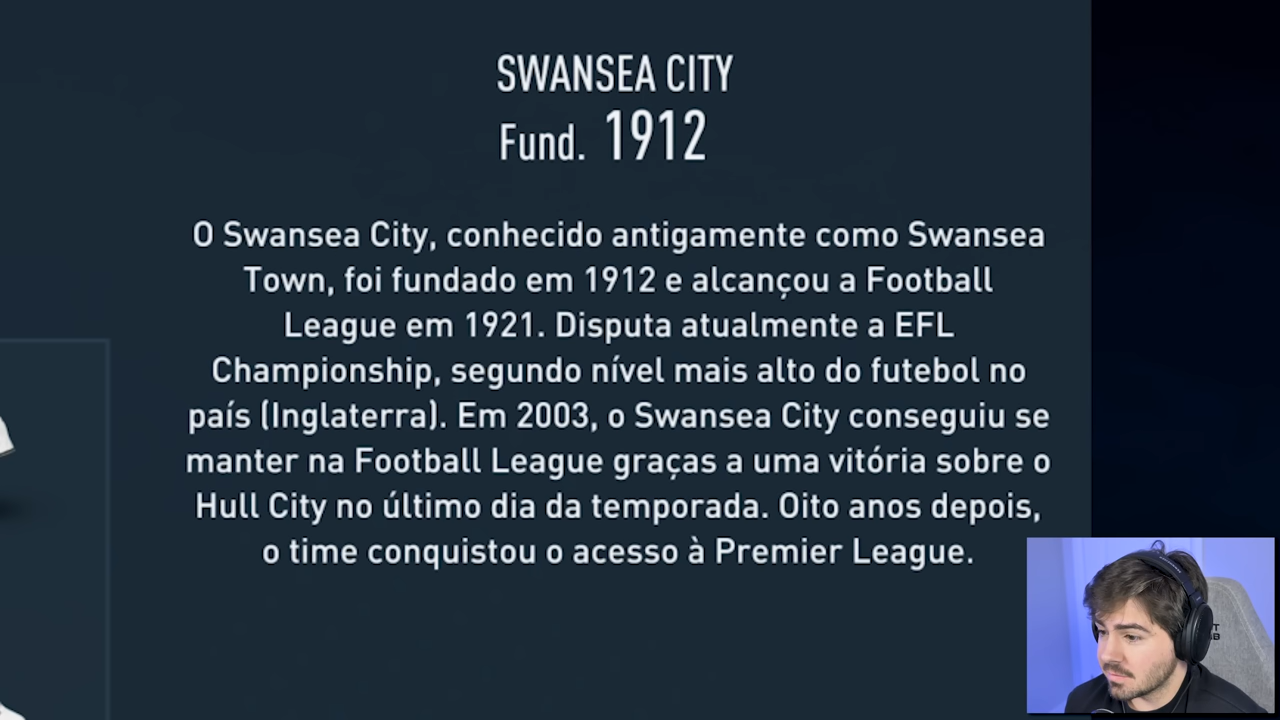 SWANSEA CITY
Fund. 1912
O Swansea City, conhecido antigamente como Swansea
Town, foi fundado em 1912 e alcançou a Football
League em 1921. Disputa atualmente a EFL
Championship, segundo nível mais alto do futebol no
país (Inglaterra). Em 2003, o Swansea City conseguiu se
manter na Football League graças a uma vitória sobre o
Hull City no último dia da temporada. Oito anos depois,
o time conquistou o acesso à Premier League.